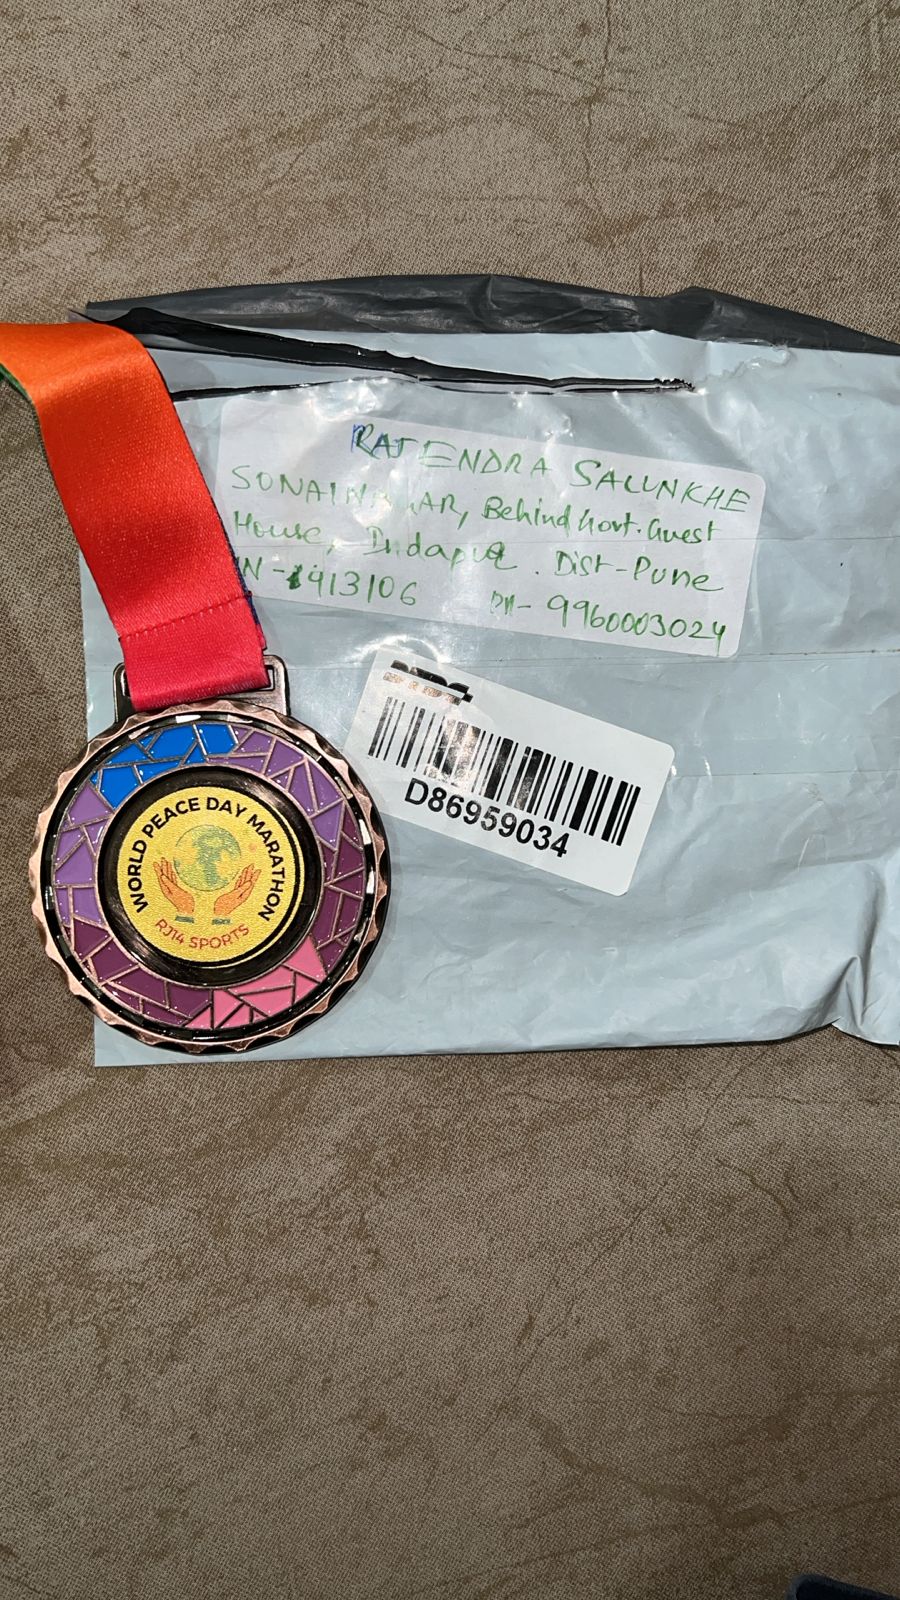 RAJENDRA SALUNKHE
Behind Govt. Guest
House, Indapur. Dist-Pune
413106 PH- 9960003024
D86959034
WORLD PEACE DAY MARATHON
RJ14 SPORTS